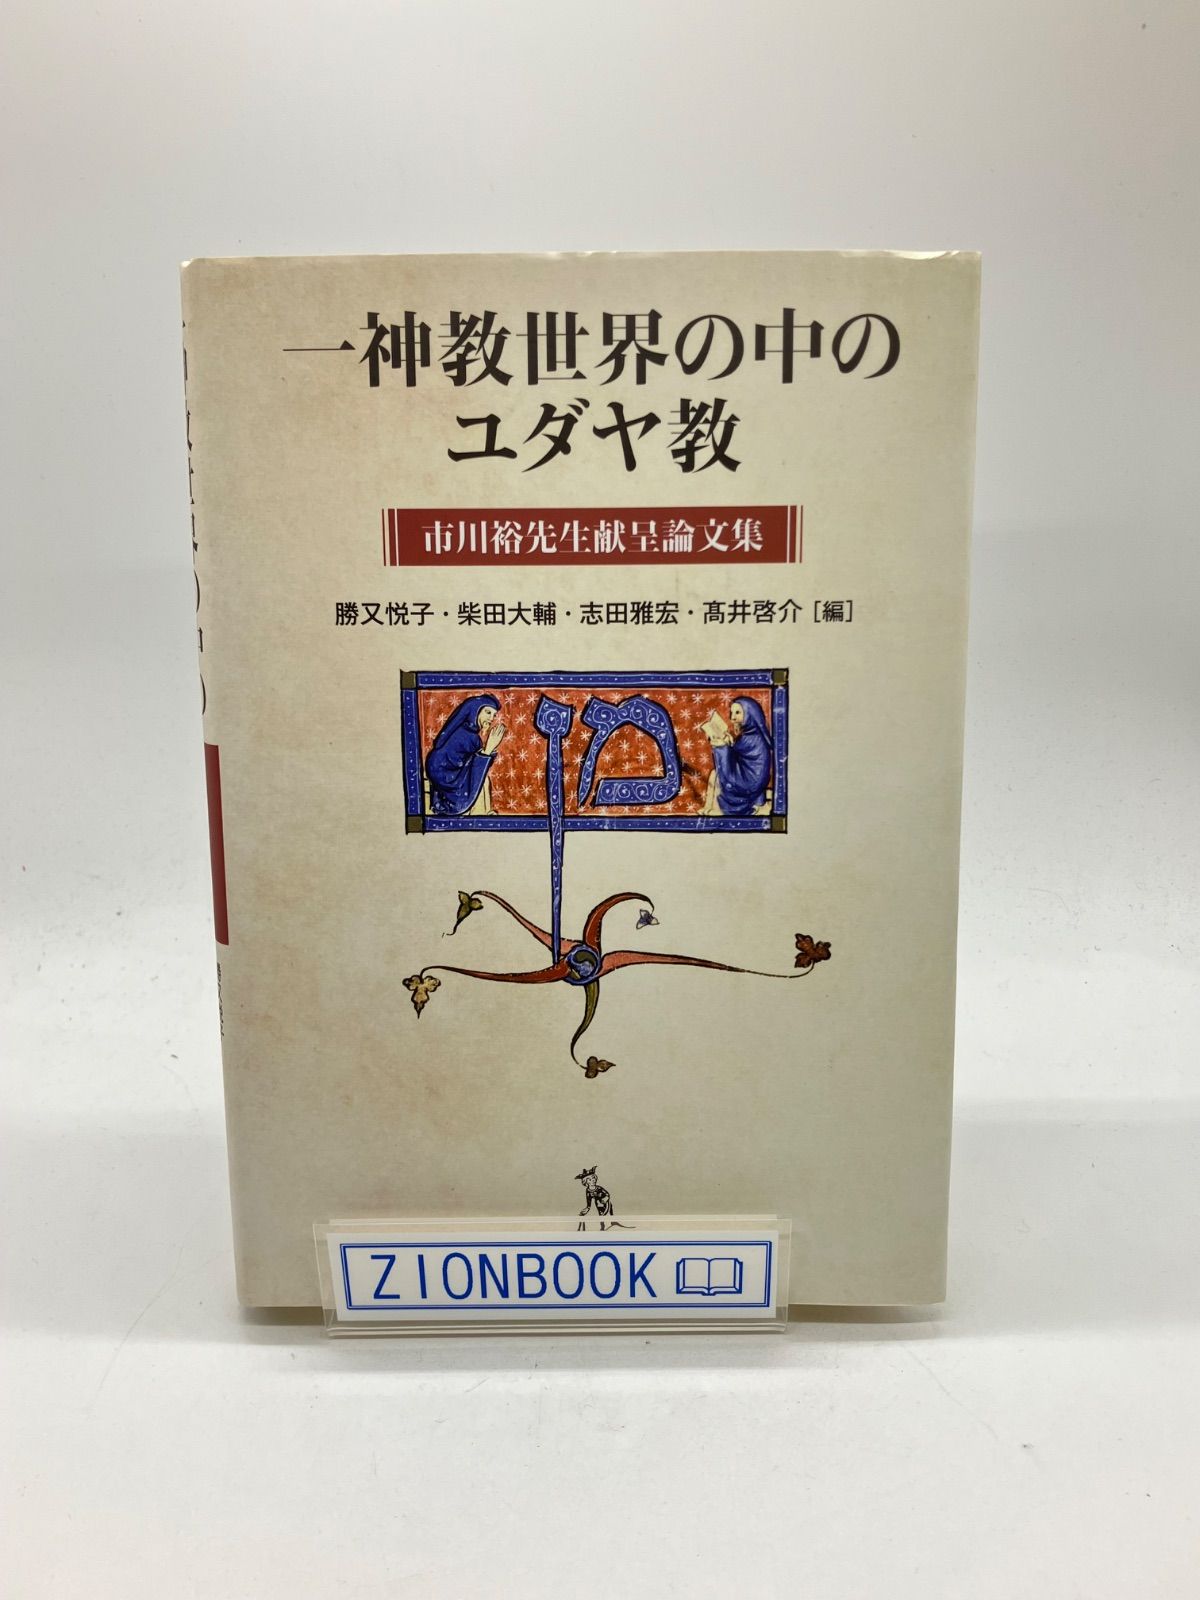 一神教世界の中の
ユダヤ教
市川裕先生献呈論文集
勝又悦子・柴田大輔・志田雅宏・髙井啓介［編］
מן
ZIONBOOK